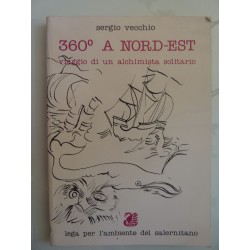 sergio vecchio
360° A NORD-EST
viaggio di un alchimista solitario
lega per l'ambiente del salernitano